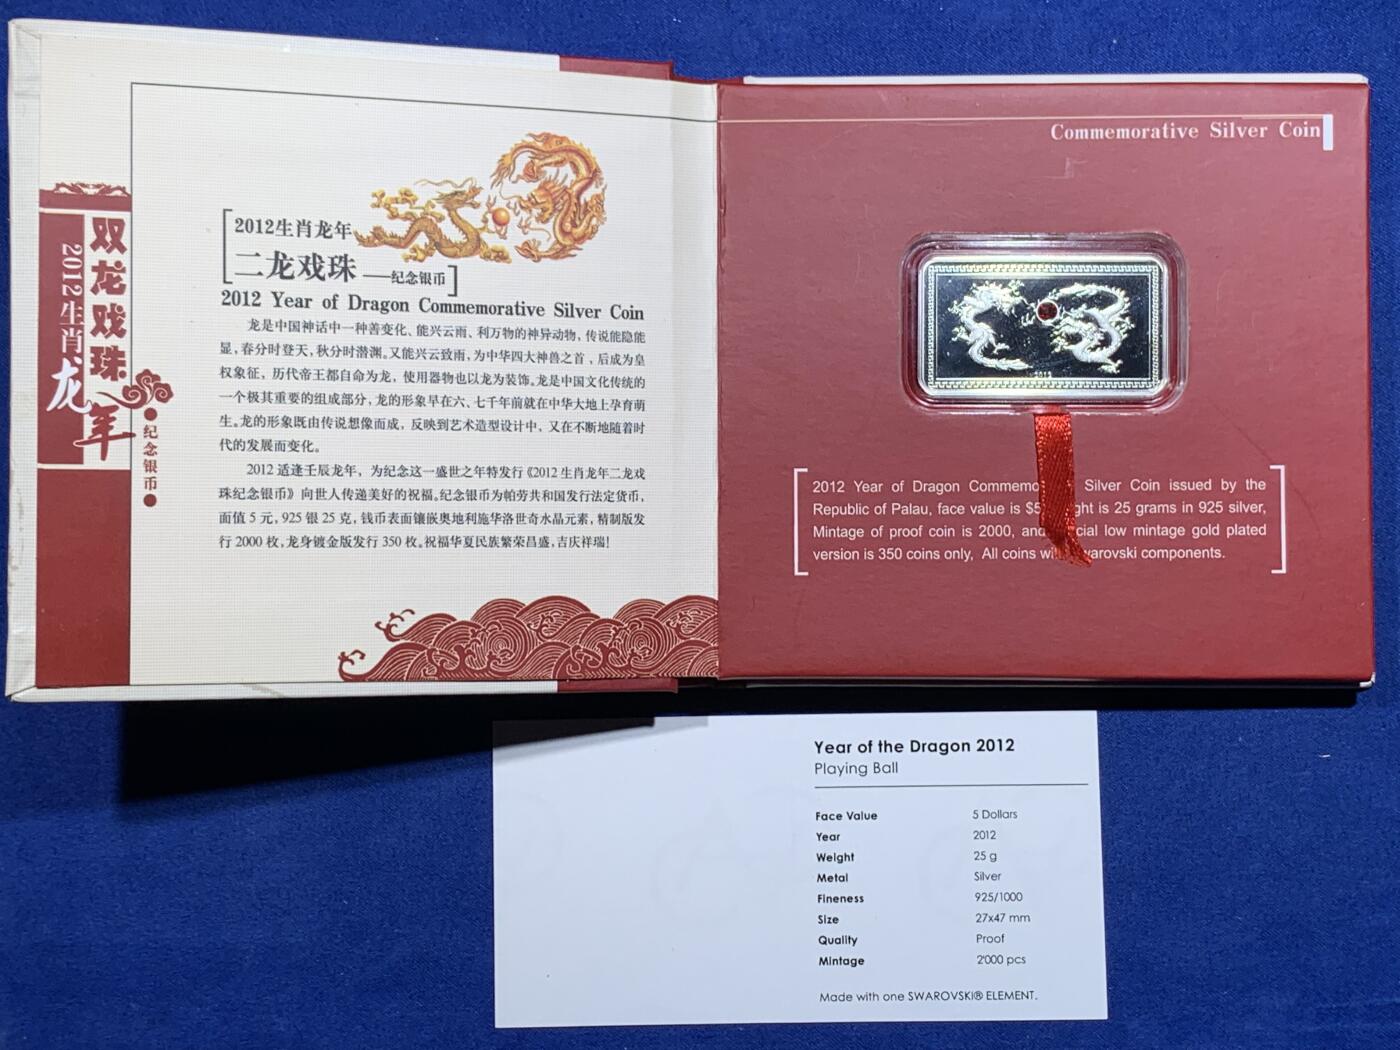 双龙戏珠
2012生肖龙年
●纪念银币●
2012生肖龙年
二龙戏珠——纪念银币
2012 Year of Dragon Commemorative Silver Coin
龙是中国神话中一种善变化、能兴云雨、利万物的神异动物，传说能隐能
显，春分时登天，秋分时潜渊。又能兴云致雨，为中华四大神兽之首，后成为皇
权象征，历代帝王都自命为龙，使用器物也以龙为装饰。龙是中国文化传统的
一个极其重要的组成部分，龙的形象早在六、七千年前就在中华大地上孕育萌
生。龙的形象既由传说想像而成，反映到艺术造型设计中，又在不断地随着时
代的发展而变化。
2012 适逢壬辰龙年，为纪念这一盛世之年特发行《2012 生肖龙年二龙戏
珠纪念银币》向世人传递美好的祝福。纪念银币为帕劳共和国发行法定货币，
面值 5 元，925 银 25 克，钱币表面镶嵌奥地利施华洛世奇水晶元素，精制版发
行 2000 枚，龙身镀金版发行 350 枚。祝福华夏民族繁荣昌盛，吉庆祥瑞！
Commemorative Silver Coin
2012
2012 Year of Dragon Commemo Silver Coin issued by the
Republic of Palau, face value is $5 ght is 25 grams in 925 silver,
Mintage of proof coin is 2000, and cial low mintage gold plated
version is 350 coins only, All coins wi warovski components.
Year of the Dragon 2012
Playing Ball
Face Value 5 Dollars
Year 2012
Weight 25 g
Metal Silver
Fineness 925/1000
Size 27x47 mm
Quality Proof
Mintage 2'000 pcs
Made with one SWAROVSKI® ELEMENT.